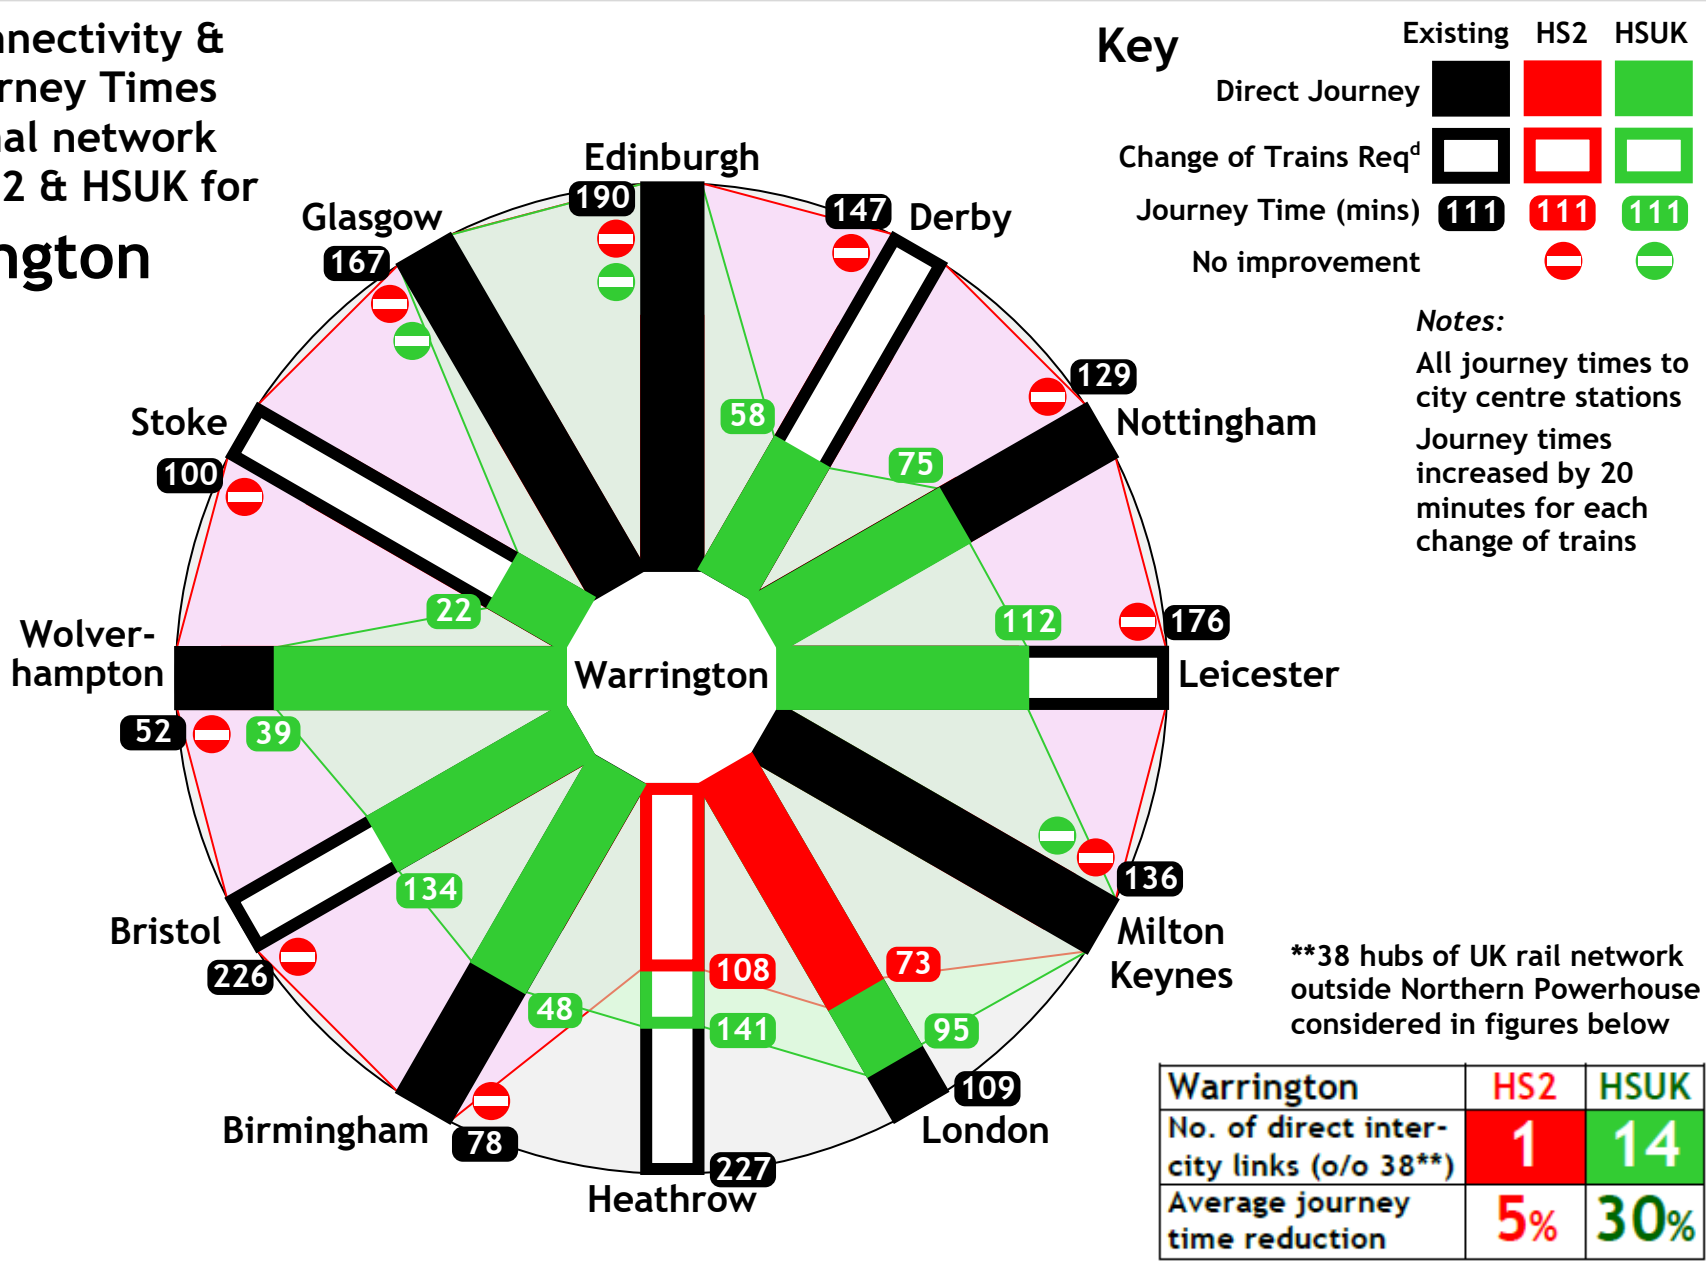 nnectivity &
rney Times
nal network
2 & HSUK for
ngton
Key
Existing HS2 HSUK
Direct Journey
Change of Trains Reqd
Journey Time (mins) 111 111 111
No improvement
Notes:
All journey times to
city centre stations
Journey times
increased by 20
minutes for each
change of trains
Edinburgh
190
Glasgow
167
147
Derby
58
129
Nottingham
75
Stoke
100
22
112
176
Leicester
Wolver-
hampton
52
39
Warrington
136
Milton
Keynes
134
Bristol
226
48
108
141
73
95
109
London
Birmingham
78
227
Heathrow
**38 hubs of UK rail network
outside Northern Powerhouse
considered in figures below
Warrington HS2 HSUK
No. of direct inter-
city links (o/o 38**) 1 14
Average journey
time reduction 5% 30%